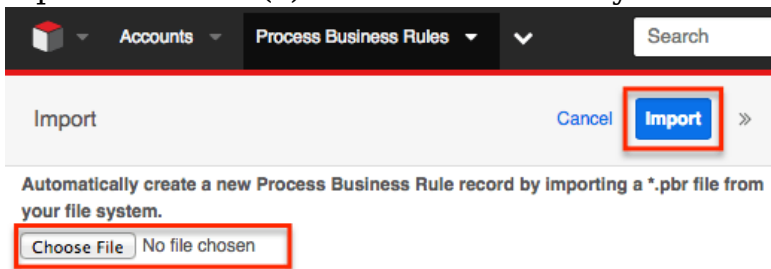 Accounts Process Business Rules Search
Import Cancel Import »
Automatically create a new Process Business Rule record by importing a *.pbr file from
your file system.
Choose File No file chosen